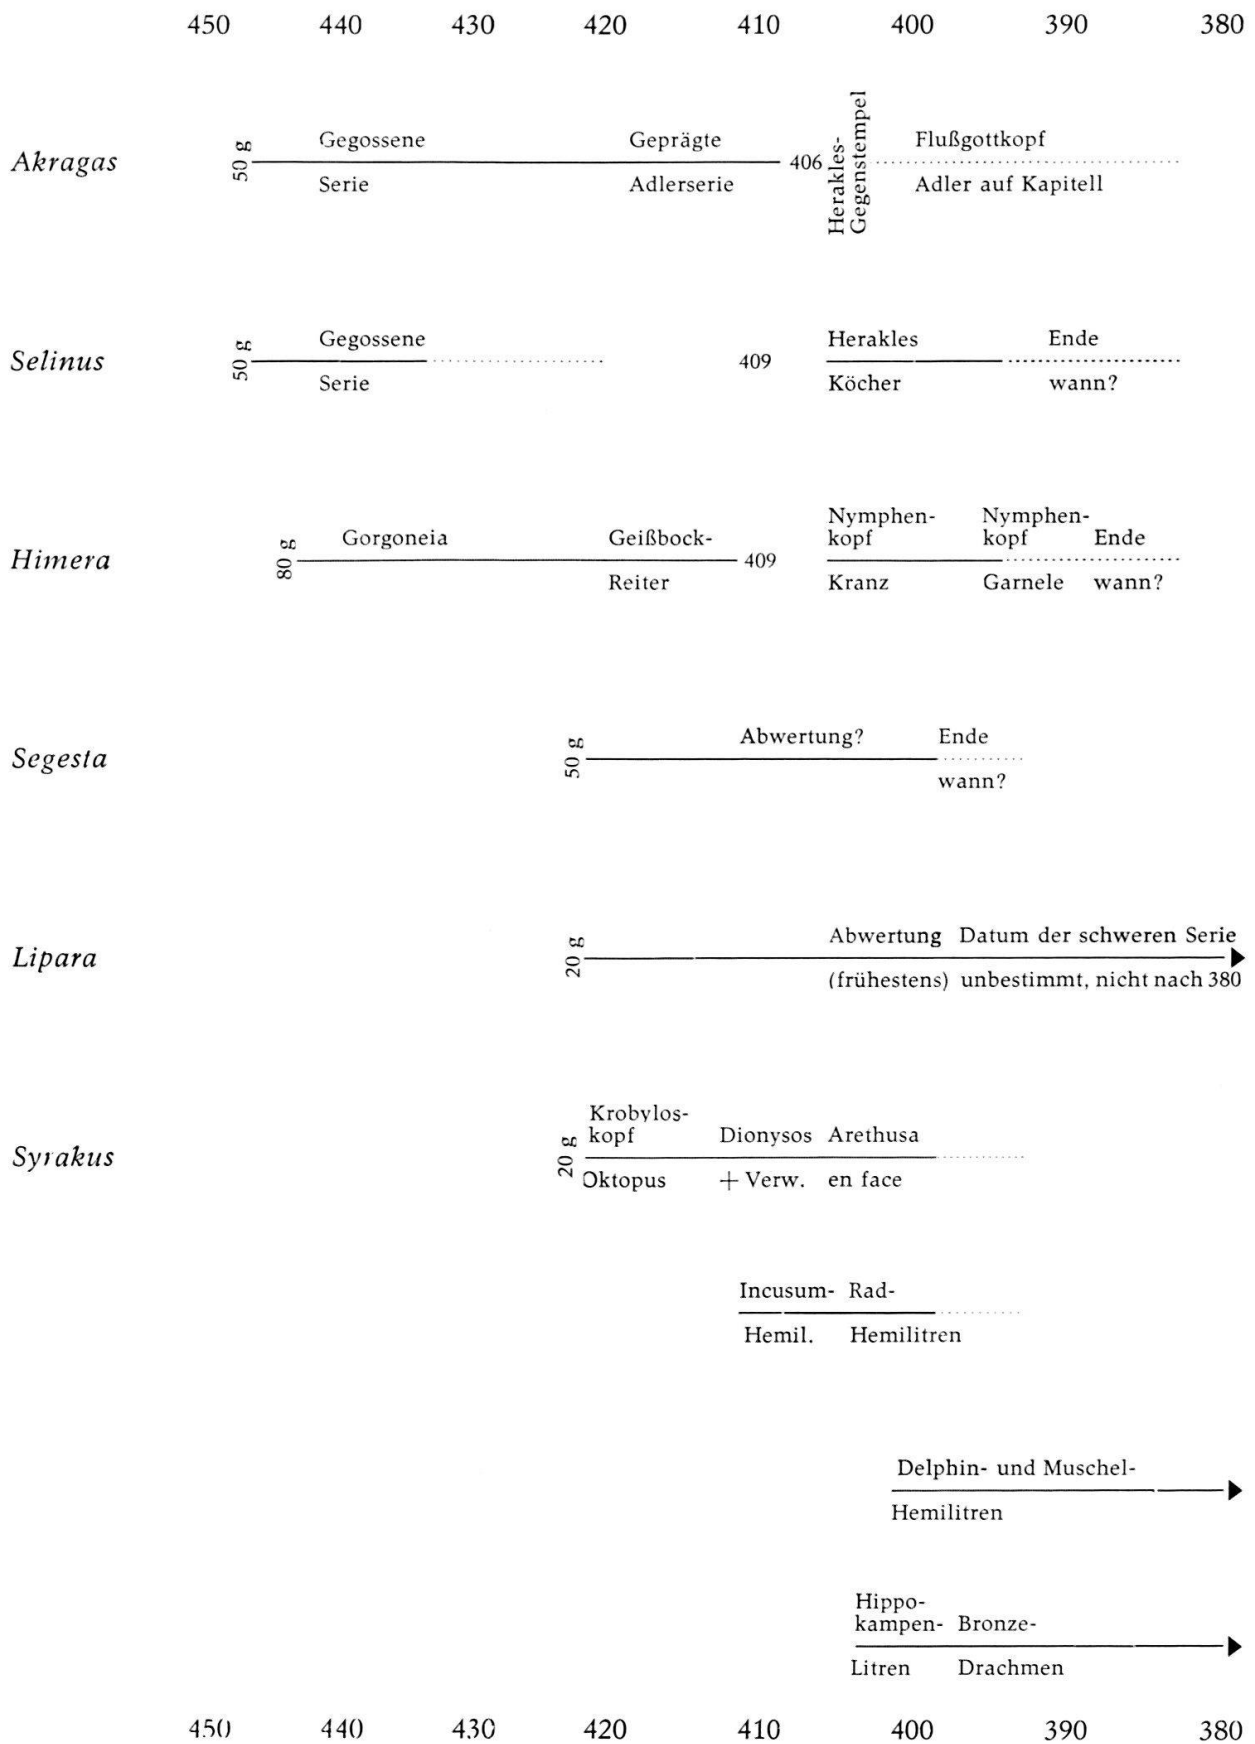 450 440 430 420 410 400 390 380
Herakles-
Gegenstempel
Gegossene Geprägte Flußgottkopf
Akragas 50 g 406
Serie Adlerserie Adler auf Kapitell
Gegossene Herakles Ende
Selinus 50 g 409
Serie Köcher wann?
Nymphen- Nymphen-
Gorgoneia Geißbock- kopf kopf Ende
Himera 80 g 409
Reiter Kranz Garnele wann?
Abwertung? Ende
Segesta 50 g
wann?
Abwertung Datum der schweren Serie
Lipara 20 g
(frühestens) unbestimmt, nicht nach 380
Krobylos-
kopf Dionysos Arethusa
Syrakus 20 g
Oktopus + Verw. en face
Incusum- Rad-
Hemil. Hemilitren
Delphin- und Muschel-
Hemilitren
Hippo-
kampen- Bronze-
Litren Drachmen
450 440 430 420 410 400 390 380